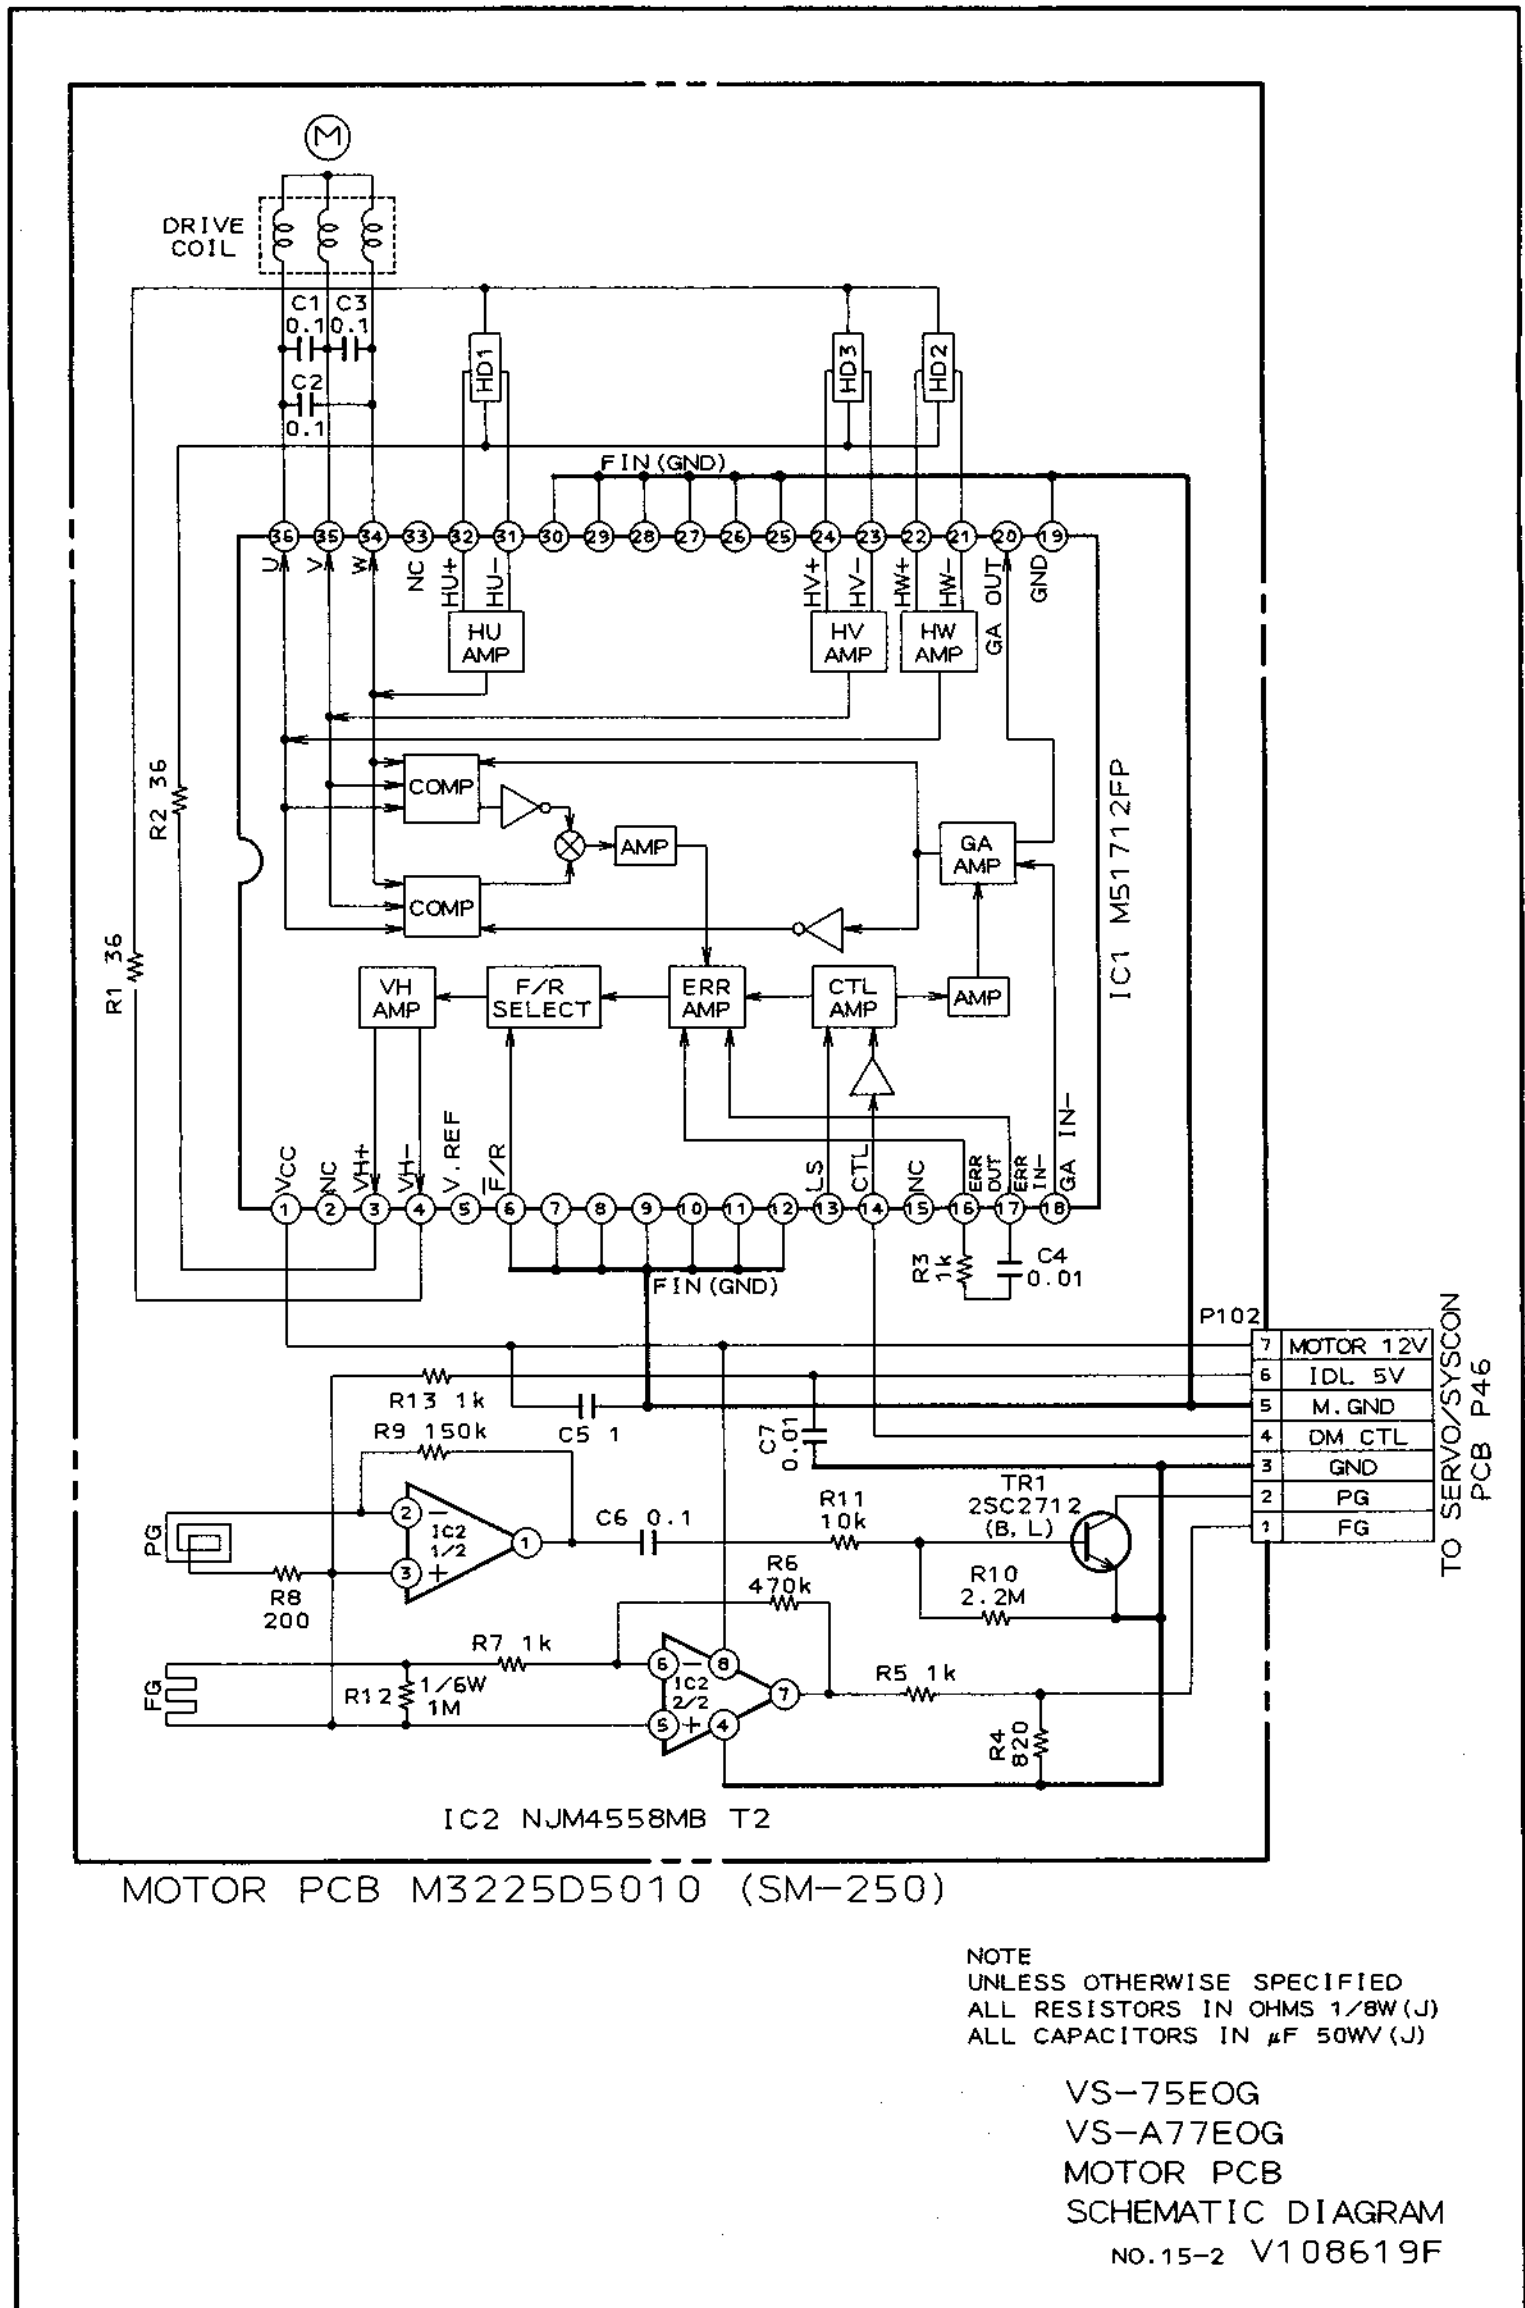 M
DRIVE
COIL
C1 C3
0.1 0.1
C2
0.1
HD1
HD3
HD2
FIN(GND)
36 35 34 33 32 31 30 29 28 27 26 25 24 23 22 21 20 19
U
V
W
NC
HU+
HU-
HV+
HV-
HW+
HW-
GA OUT
GND
HU
AMP
HV
AMP
HW
AMP
R2 36
R1 36
COMP
COMP
AMP
GA
AMP
IC1 M51712FP
VH
AMP
F/R
SELECT
ERR
AMP
CTL
AMP
AMP
VCC
NC
VH+
VH-
V.REF
F̅/R
LS
CTL
NC
ERR
OUT
ERR
IN-
GA IN-
1 2 3 4 5 6 7 8 9 10 11 12 13 14 15 16 17 18
FIN(GND)
R3
1k
C4
0.01
P102
7 MOTOR 12V
6 IDL 5V
5 M.GND
4 DM CTL
3 GND
2 PG
1 FG
TO SERVO/SYSCON
PCB P46
R13 1k
R9 150k
C5 1
C7
0.01
TR1
2SC2712
(B, L)
PG
2 -
IC2
1/2
1
3 +
R8
200
C6 0.1
R11
10k
R10
2.2M
R6
470k
R7 1k
FG
R12
1/6W
1M
6 - 8
IC2
2/2
7
5 + 4
R5 1k
R4
820
IC2 NJM4558MB T2
MOTOR PCB M3225D5010 (SM-250)
NOTE
UNLESS OTHERWISE SPECIFIED
ALL RESISTORS IN OHMS 1/8W(J)
ALL CAPACITORS IN μF 50WV(J)
VS-75EOG
VS-A77EOG
MOTOR PCB
SCHEMATIC DIAGRAM
NO.15-2 V108619F